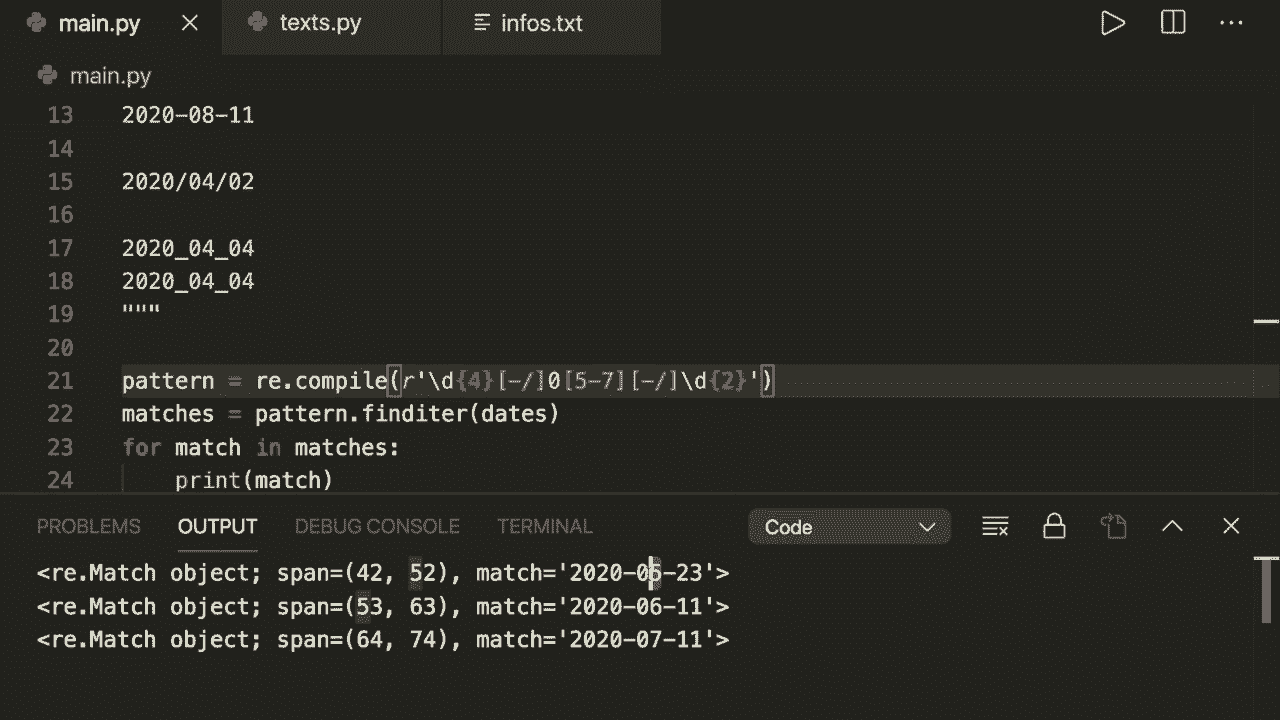 main.py
texts.py
infos.txt
main.py
13 2020-08-11
14
15 2020/04/02
16
17 2020_04_04
18 2020_04_04
19 """
20
21 pattern = re.compile(r'\d{4}[-/]0[5-7][-/]\d{2}')
22 matches = pattern.finditer(dates)
23 for match in matches:
24 print(match)
PROBLEMS OUTPUT DEBUG CONSOLE TERMINAL Code
<re.Match object; span=(42, 52), match='2020-06-23'>
<re.Match object; span=(53, 63), match='2020-06-11'>
<re.Match object; span=(64, 74), match='2020-07-11'>